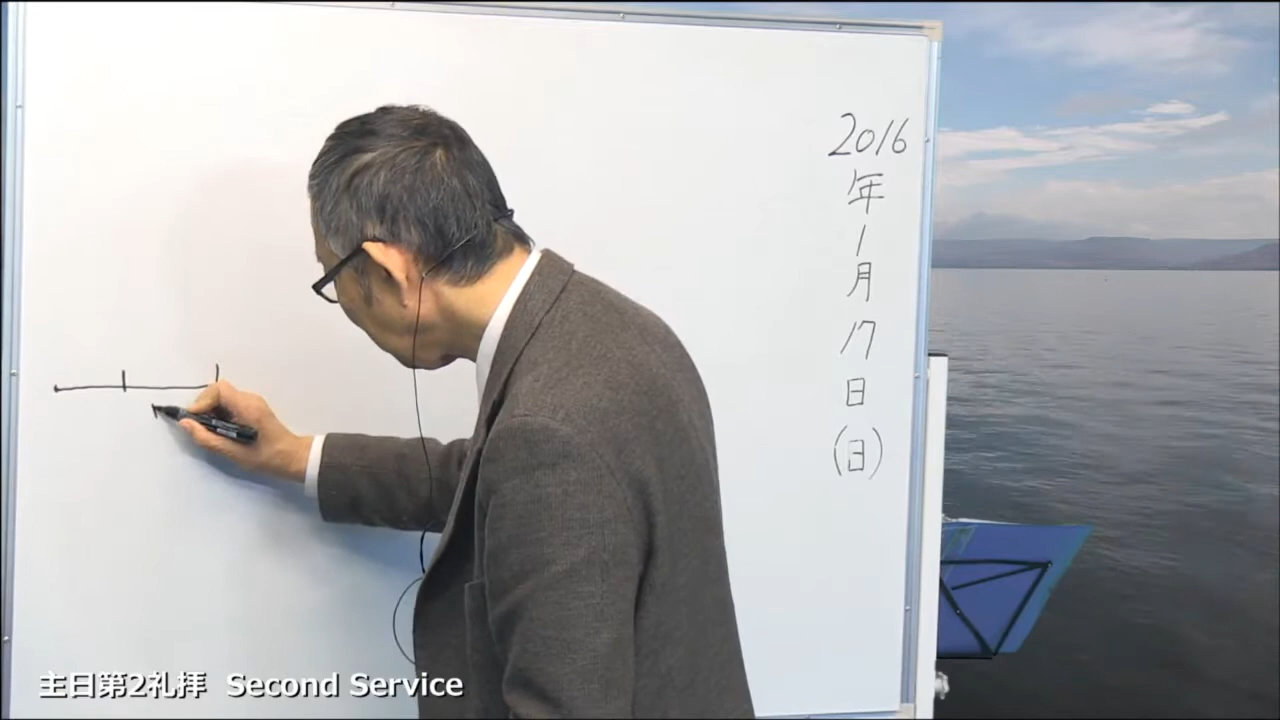 2016
年
1
月
17
日
(日)
主日第2礼拝 Second Service